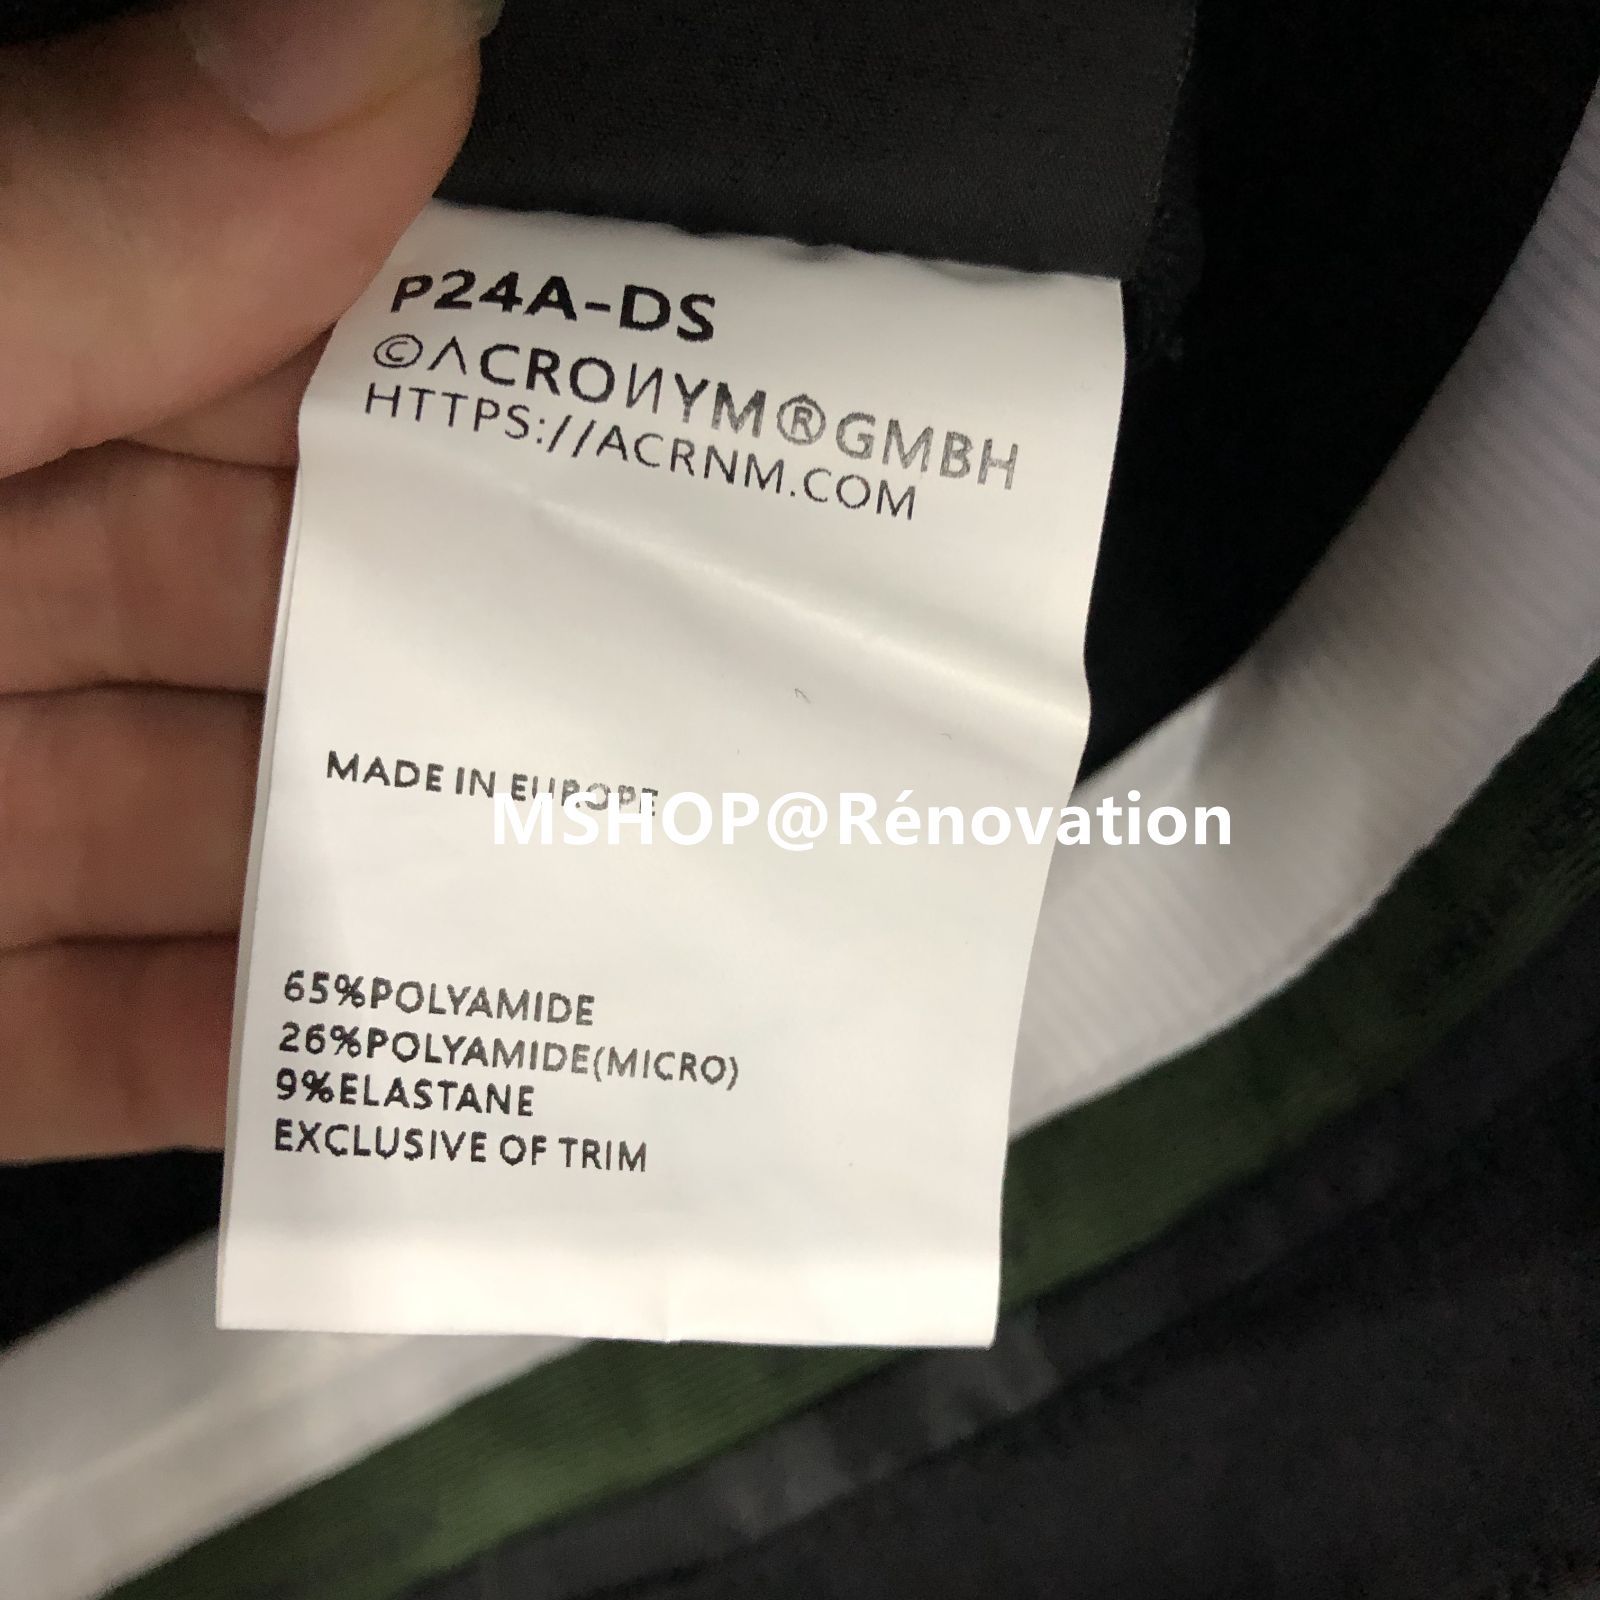 P24A-DS
©ΛCROИYM®GMBH
HTTPS://ACRNM.COM
MADE IN EUROPE
MSHOP@Rénovation
65%POLYAMIDE
26%POLYAMIDE(MICRO)
9%ELASTANE
EXCLUSIVE OF TRIM